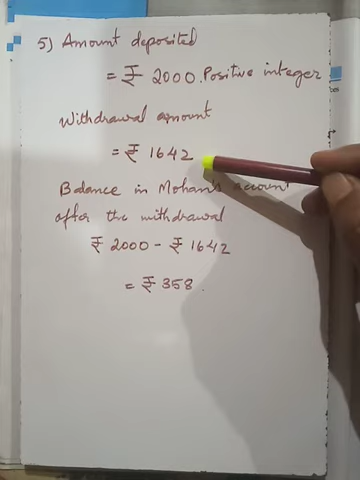 5) Amount deposited
= ₹ 2000. Positive integer
Withdrawal amount
= ₹ 1642
Balance in Mohan's account
after the withdrawal
₹ 2000 - ₹ 1642
= ₹ 358.